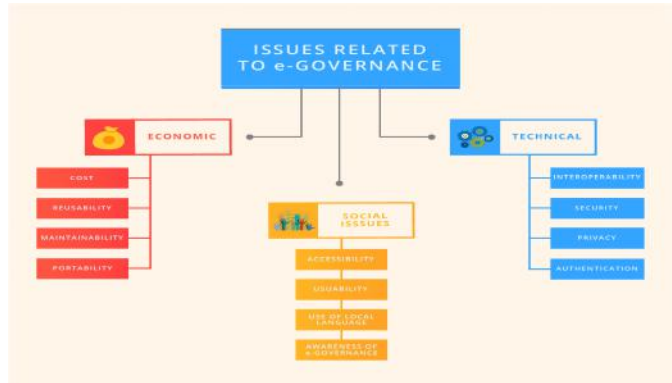 ISSUES RELATED
TO e-GOVERNANCE
ECONOMIC
COST
REUSABILITY
MAINTAINABILITY
PORTABILITY
SOCIAL
ISSSUES
ACCESSIBILITY
USUABILITY
USE OF LOCAL
LANGUAGE
AWARENESS OF
e-GOVERNANCE
TECHNICAL
INTEROPERABILITY
SECURITY
PRIVACY
AUTHENTICATION